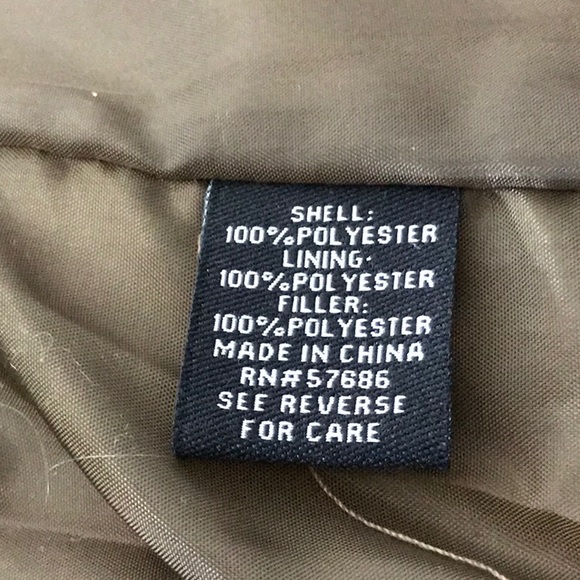 SHELL:
100%POLYESTER
LINING:
100%POLYESTER
FILLER:
100%POLYESTER
MADE IN CHINA
RN#57686
SEE REVERSE
FOR CARE